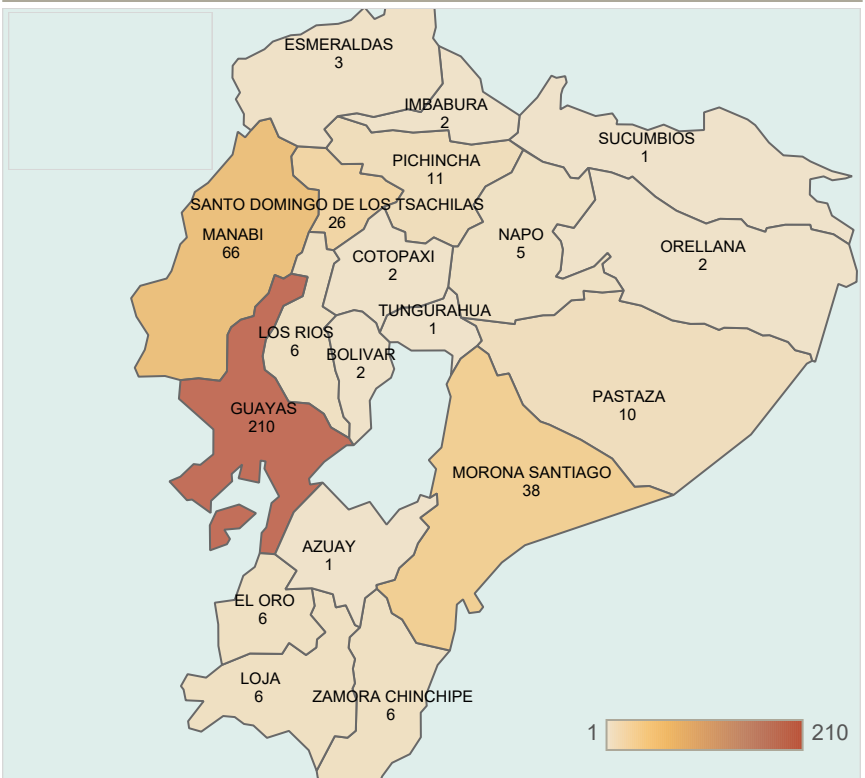 ESMERALDAS
3
IMBABURA
2
SUCUMBIOS
1
PICHINCHA
11
SANTO DOMINGO DE LOS TSACHILAS
26
MANABI
66
NAPO
5
ORELLANA
2
COTOPAXI
2
TUNGURAHUA
1
LOS RIOS
6
BOLIVAR
2
PASTAZA
10
GUAYAS
210
MORONA SANTIAGO
38
AZUAY
1
EL ORO
6
LOJA
6
ZAMORA CHINCHIPE
6
1 210